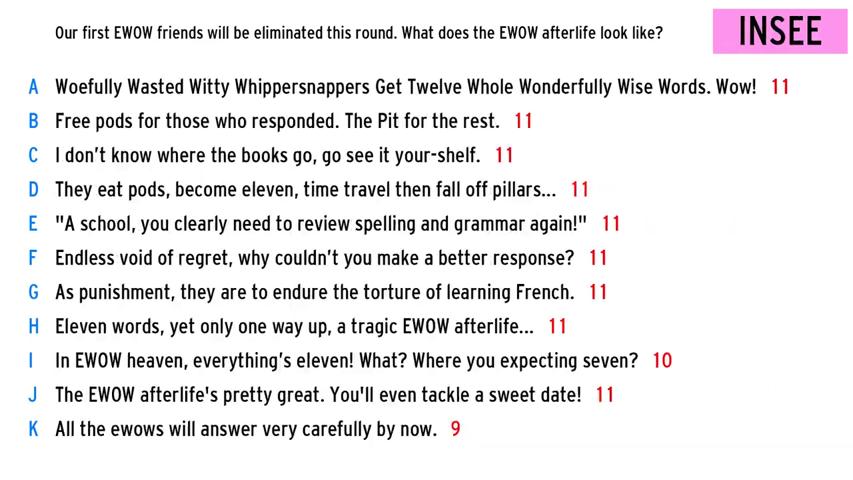 Our first EWOW friends will be eliminated this round. What does the EWOW afterlife look like?
INSEE
A Woefully Wasted Witty Whippersnappers Get Twelve Whole Wonderfully Wise Words. Wow! 11
B Free pods for those who responded. The Pit for the rest. 11
C I don't know where the books go, go see it your-shelf. 11
D They eat pods, become eleven, time travel then fall off pillars... 11
E "A school, you clearly need to review spelling and grammar again!" 11
F Endless void of regret, why couldn't you make a better response? 11
G As punishment, they are to endure the torture of learning French. 11
H Eleven words, yet only one way up, a tragic EWOW afterlife... 11
I In EWOW heaven, everything's eleven! What? Where you expecting seven? 10
J The EWOW afterlife's pretty great. You'll even tackle a sweet date! 11
K All the ewows will answer very carefully by now. 9